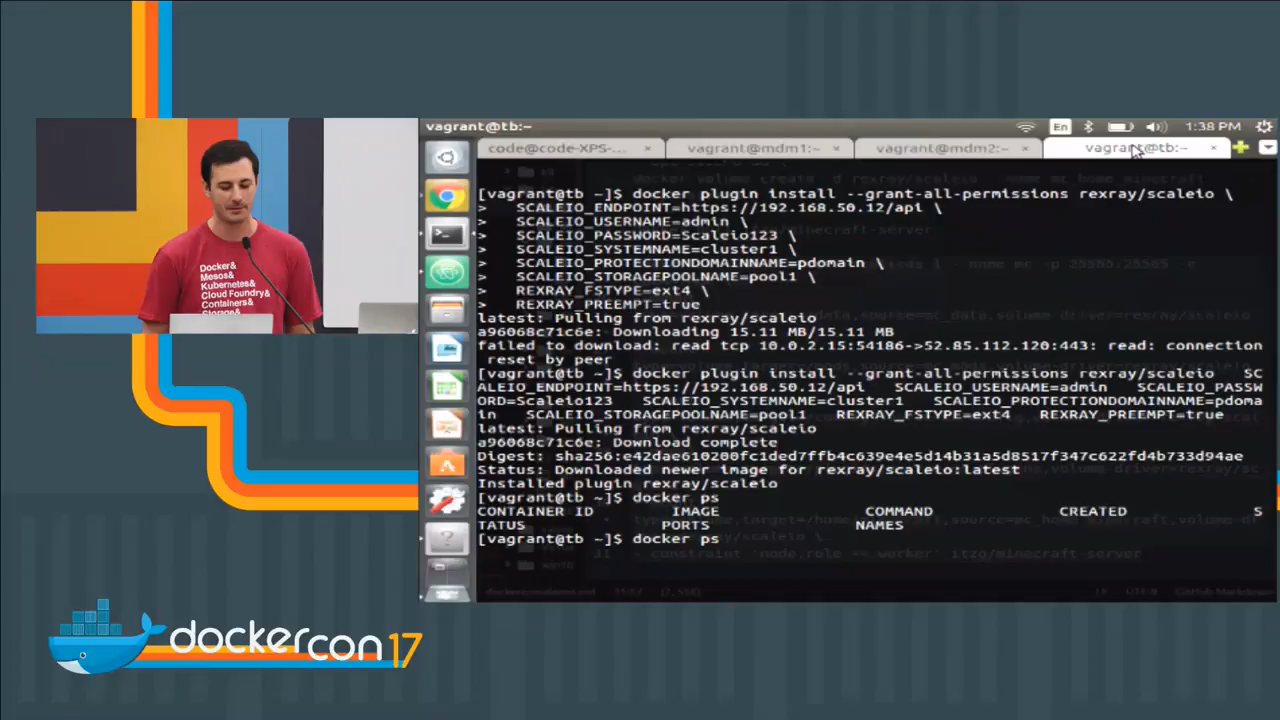 vagrant@tb:~
En
1:38 PM
code@code-XPS-...
vagrant@mdm1:~
vagrant@mdm2:~
vagrant@tb:~
[vagrant@tb ~]$ docker plugin install --grant-all-permissions rexray/scaleio \
> SCALEIO_ENDPOINT=https://192.168.50.12/api \
> SCALEIO_USERNAME=admin \
> SCALEIO_PASSWORD=Scaleio123 \
> SCALEIO_SYSTEMNAME=cluster1 \
> SCALEIO_PROTECTIONDOMAINNAME=pdomain \
> SCALEIO_STORAGEPOOLNAME=pool1 \
> REXRAY_FSTYPE=ext4 \
> REXRAY_PREEMPT=true
latest: Pulling from rexray/scaleio
a96068c71c6e: Downloading 15.11 MB/15.11 MB
failed to download: read tcp 10.0.2.15:54186->52.85.112.120:443: read: connection
reset by peer
[vagrant@tb ~]$ docker plugin install --grant-all-permissions rexray/scaleio SC
ALEIO_ENDPOINT=https://192.168.50.12/api SCALEIO_USERNAME=admin SCALEIO_PASSW
ORD=Scaleio123 SCALEIO_SYSTEMNAME=cluster1 SCALEIO_PROTECTIONDOMAINNAME=pdoma
in SCALEIO_STORAGEPOOLNAME=pool1 REXRAY_FSTYPE=ext4 REXRAY_PREEMPT=true
latest: Pulling from rexray/scaleio
a96068c71c6e: Download complete
Digest: sha256:e42dae610200fc1ded7ffb4c639e4e5d14b31a5d8517f347c622fd4b733d94ae
Status: Downloaded newer image for rexray/scaleio:latest
Installed plugin rexray/scaleio
[vagrant@tb ~]$ docker ps
CONTAINER ID IMAGE COMMAND CREATED S
TATUS PORTS NAMES
[vagrant@tb ~]$ docker ps
Docker&
Mesos&
Kubernetes&
Cloud Foundry&
Containers&
Storage&
dockercon 17